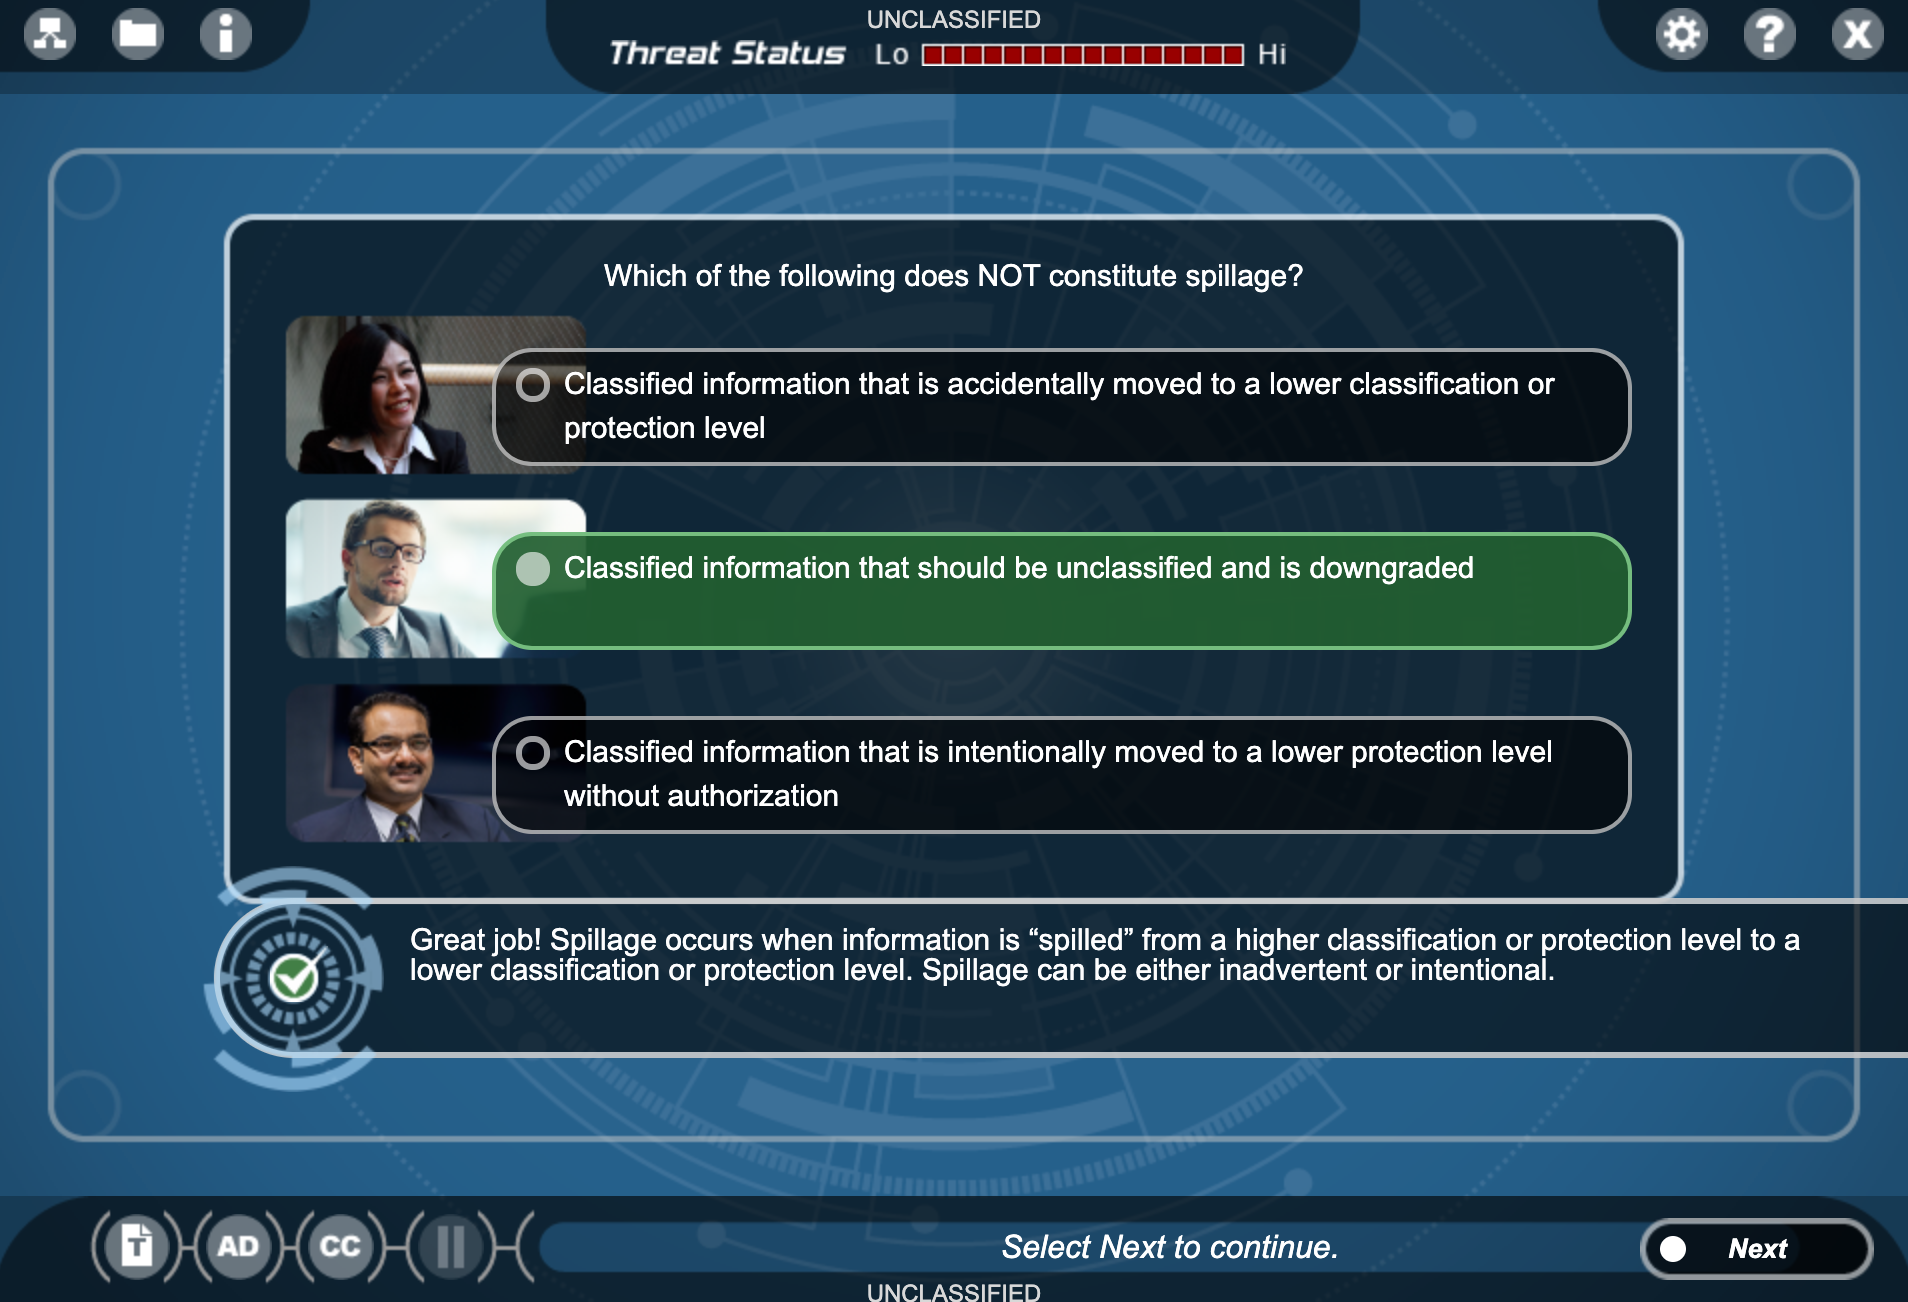 UNCLASSIFIED
Threat Status Lo Hi
Which of the following does NOT constitute spillage?
Classified information that is accidentally moved to a lower classification or
protection level
Classified information that should be unclassified and is downgraded
Classified information that is intentionally moved to a lower protection level
without authorization
Great job! Spillage occurs when information is “spilled” from a higher classification or protection level to a
lower classification or protection level. Spillage can be either inadvertent or intentional.
T AD CC
Select Next to continue.
Next
UNCLASSIFIED